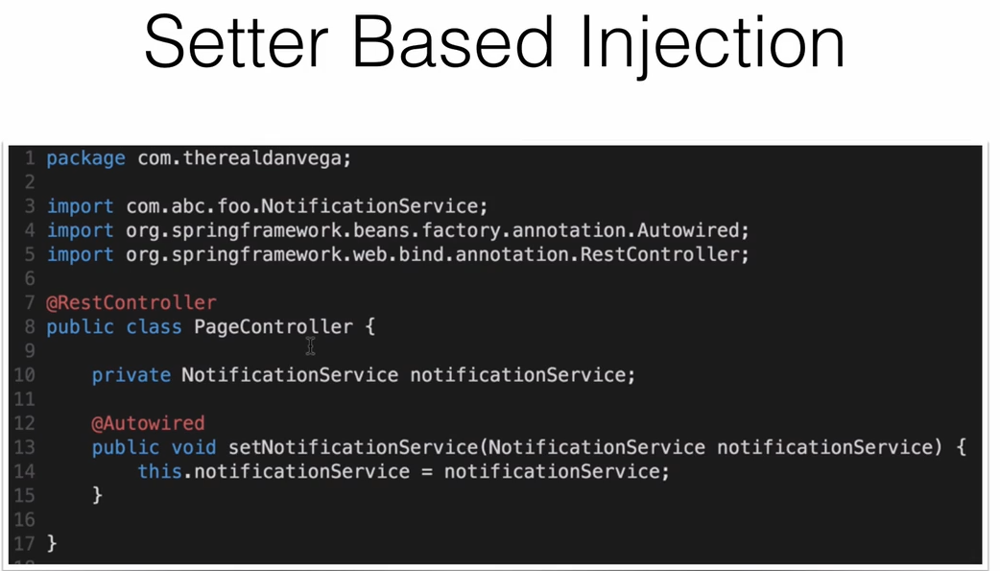 Setter Based Injection
1 package com.therealdanvega;
2
3 import com.abc.foo.NotificationService;
4 import org.springframework.beans.factory.annotation.Autowired;
5 import org.springframework.web.bind.annotation.RestController;
6
7 @RestController
8 public class PageController {
9
10     private NotificationService notificationService;
11
12     @Autowired
13     public void setNotificationService(NotificationService notificationService) {
14         this.notificationService = notificationService;
15     }
16
17 }